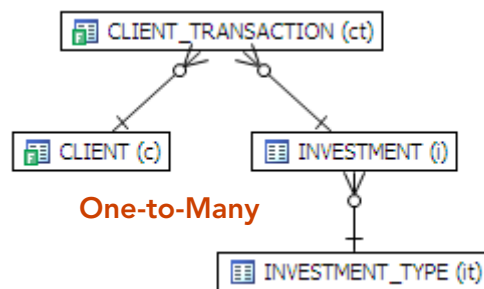 CLIENT_TRANSACTION (ct)
CLIENT (c)
INVESTMENT (i)
One-to-Many
INVESTMENT_TYPE (it)